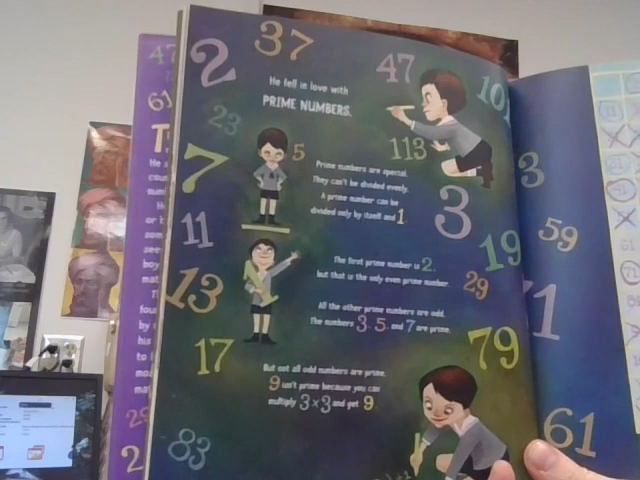 37
2
47
101
He fell in love with
PRIME NUMBERS.
23
113
5
Prime numbers are special.
They can't be divided evenly.
A prime number can be
divided only by itself and 1.
7
3
11
19
The first prime number is 2,
but that is the only even prime number.
29
13
All the other prime numbers are odd.
The numbers 3, 5, and 7 are prime.
17
79
But not all odd numbers are prime.
9 isn't prime because you can
multiply 3 × 3 and get 9.
83
3
59
71
61
47
61